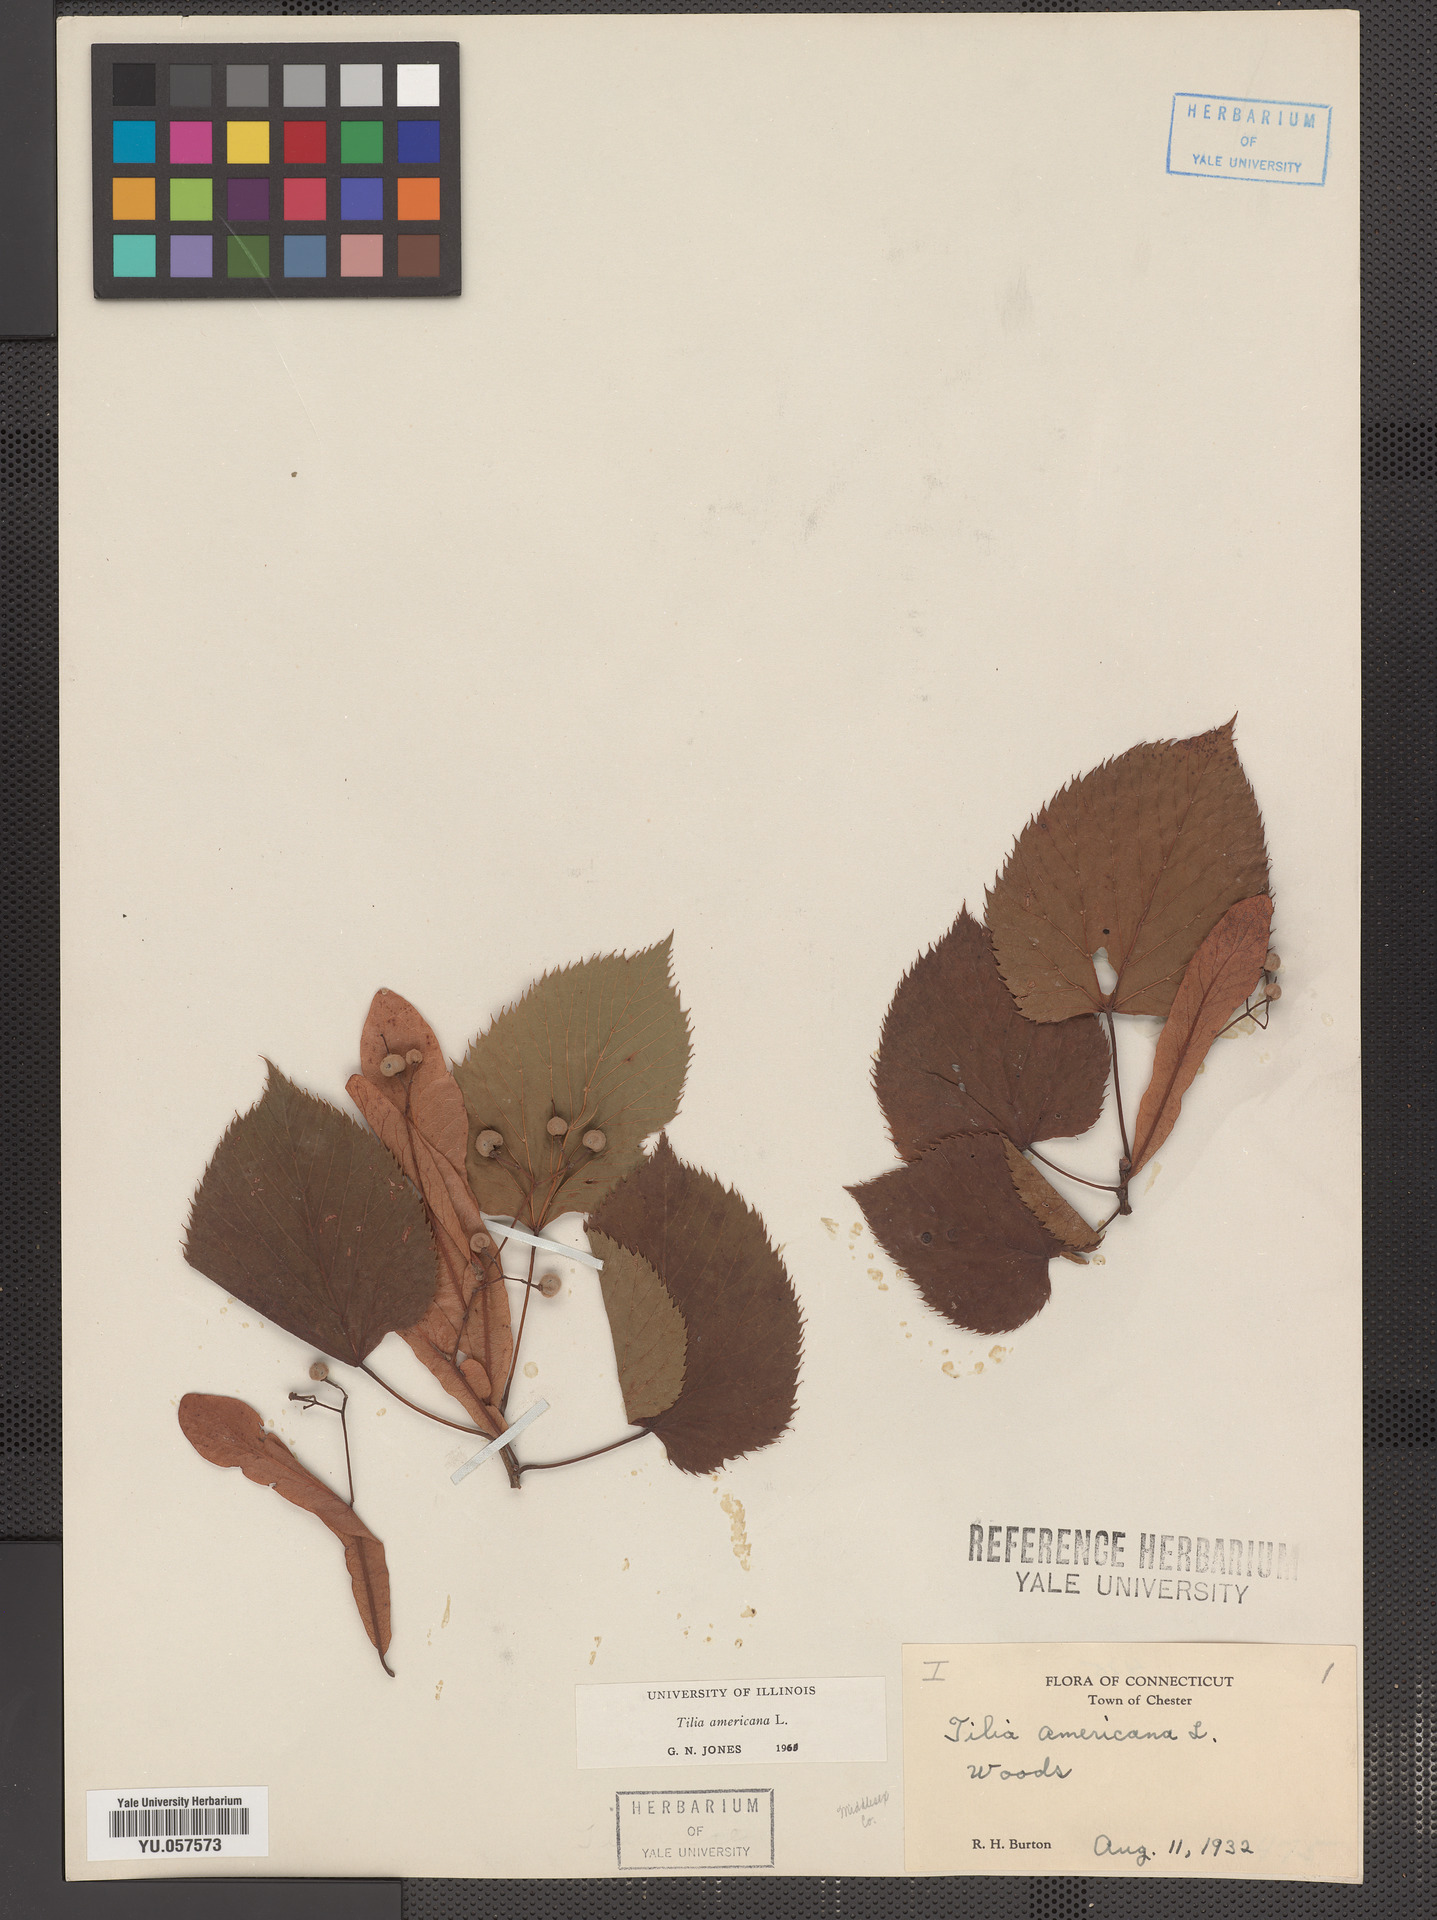 HERBARIUM
OF
YALE UNIVERSITY
REFERENCE HERBARIUM
YALE UNIVERSITY
I
1
FLORA OF CONNECTICUT
Town of Chester
Tilia americana L.
Woods
R. H. Burton Aug. 11, 1932
UNIVERSITY OF ILLINOIS
Tilia americana L.
G. N. JONES
Middlesex
Co.
HERBARIUM
OF
YALE UNIVERSITY
Yale University Herbarium
YU.057573